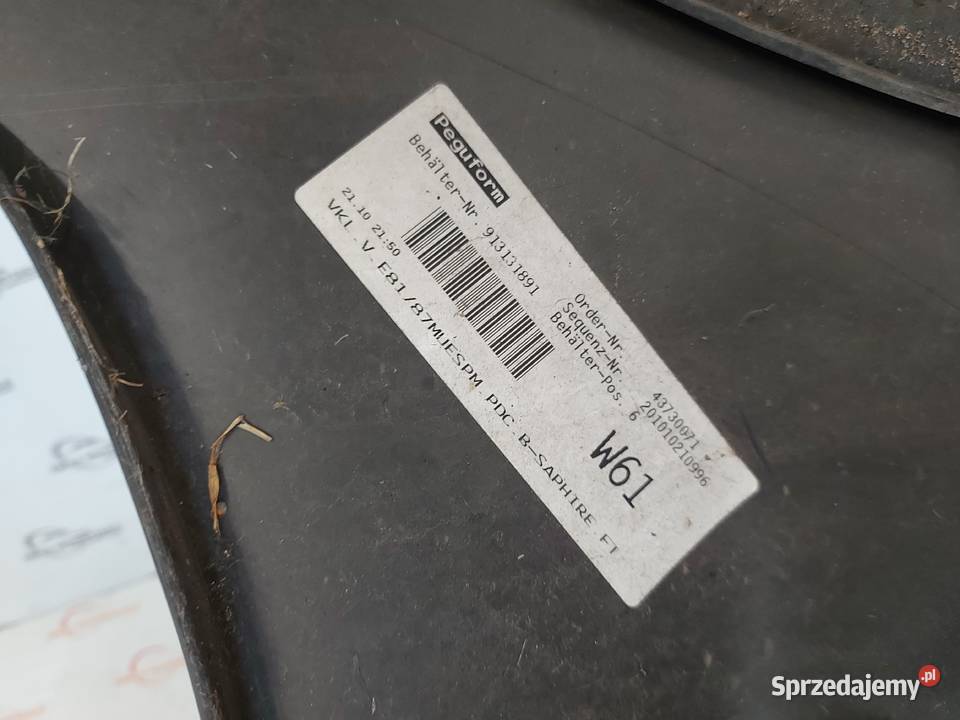 Peguform
Behälter-Nr. 913131891
Order-Nr. 43730071
Sequenz-Nr. 201010210996
Behälter-Pos. 6
21.10 21:50
W61
VKL V E81/87MUESPM PDC B-SAPHIRE FT
Sprzedajemy.pl